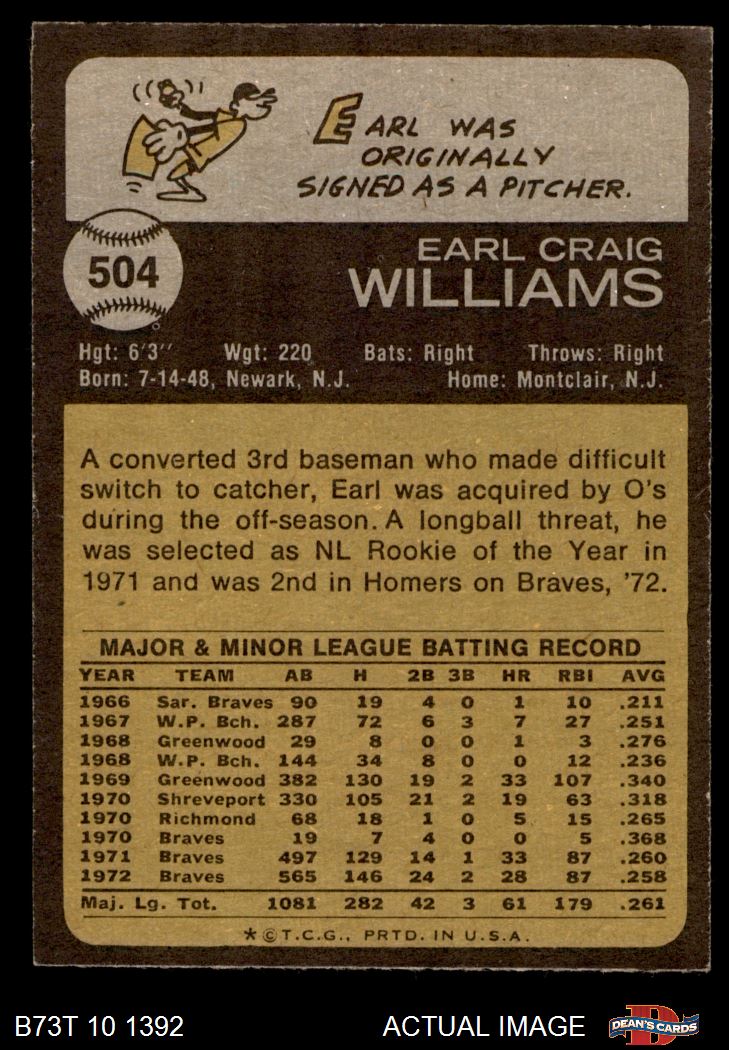 EARL WAS
ORIGINALLY
SIGNED AS A PITCHER.
504
EARL CRAIG
WILLIAMS
Hgt: 6'3" Wgt: 220 Bats: Right Throws: Right
Born: 7-14-48, Newark, N.J. Home: Montclair, N.J.
A converted 3rd baseman who made difficult
switch to catcher, Earl was acquired by O's
during the off-season. A longball threat, he
was selected as NL Rookie of the Year in
1971 and was 2nd in Homers on Braves, '72.
MAJOR & MINOR LEAGUE BATTING RECORD
YEAR TEAM AB H 2B 3B HR RBI AVG
1966 Sar. Braves 90 19 4 0 1 10 .211
1967 W.P. Bch. 287 72 6 3 7 27 .251
1968 Greenwood 29 8 0 0 1 3 .276
1968 W.P. Bch. 144 34 8 0 0 12 .236
1969 Greenwood 382 130 19 2 33 107 .340
1970 Shreveport 330 105 21 2 19 63 .318
1970 Richmond 68 18 1 0 5 15 .265
1970 Braves 19 7 4 0 0 5 .368
1971 Braves 497 129 14 1 33 87 .260
1972 Braves 565 146 24 2 28 87 .258
Maj. Lg. Tot. 1081 282 42 3 61 179 .261
*©T.C.G., PRTD. IN U.S.A.
B73T 10 1392 ACTUAL IMAGE DEAN'S CARDS